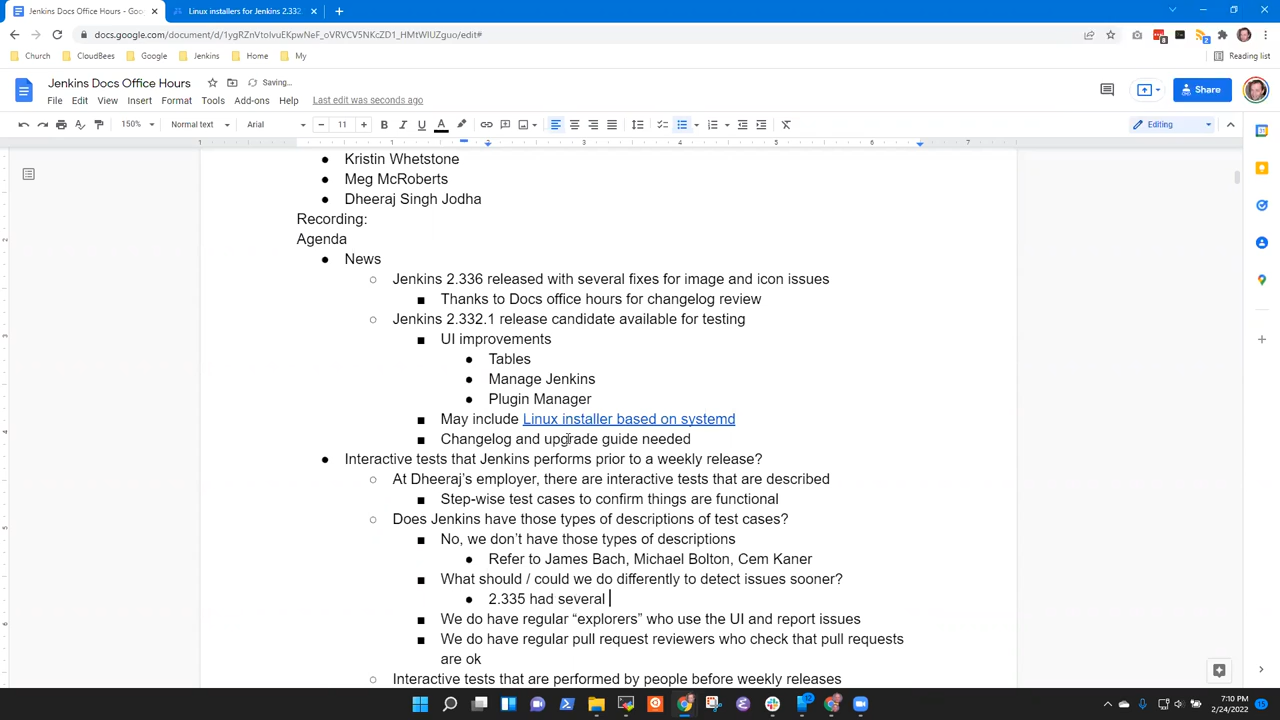 Jenkins Docs Office Hours - Goo
Linux installers for Jenkins 2.332.
docs.google.com/document/d/1ygRZnVtoIvuEKpwNeF_oVRVCV5NKcZD1_HMtWIUZguo/edit#
Church CloudBees Google Jenkins Home My Reading list
Jenkins Docs Office Hours Saving...
File Edit View Insert Format Tools Add-ons Help Last edit was seconds ago
Share
150% Normal text Arial 11 Editing
Kristin Whetstone
Meg McRoberts
Dheeraj Singh Jodha
Recording:
Agenda
News
Jenkins 2.336 released with several fixes for image and icon issues
Thanks to Docs office hours for changelog review
Jenkins 2.332.1 release candidate available for testing
UI improvements
Tables
Manage Jenkins
Plugin Manager
May include Linux installer based on systemd
Changelog and upgrade guide needed
Interactive tests that Jenkins performs prior to a weekly release?
At Dheeraj's employer, there are interactive tests that are described
Step-wise test cases to confirm things are functional
Does Jenkins have those types of descriptions of test cases?
No, we don't have those types of descriptions
Refer to James Bach, Michael Bolton, Cem Kaner
What should / could we do differently to detect issues sooner?
2.335 had several
We do have regular “explorers” who use the UI and report issues
We do have regular pull request reviewers who check that pull requests
are ok
Interactive tests that are performed by people before weekly releases
7:10 PM
2/24/2022